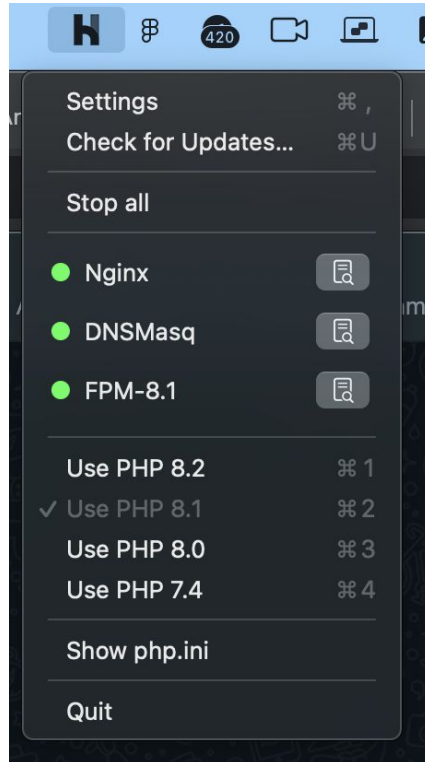 420
Settings ⌘ ,
Check for Updates... ⌘ U
Stop all
Nginx
DNSMasq
FPM-8.1
Use PHP 8.2 ⌘ 1
✓ Use PHP 8.1 ⌘ 2
Use PHP 8.0 ⌘ 3
Use PHP 7.4 ⌘ 4
Show php.ini
Quit